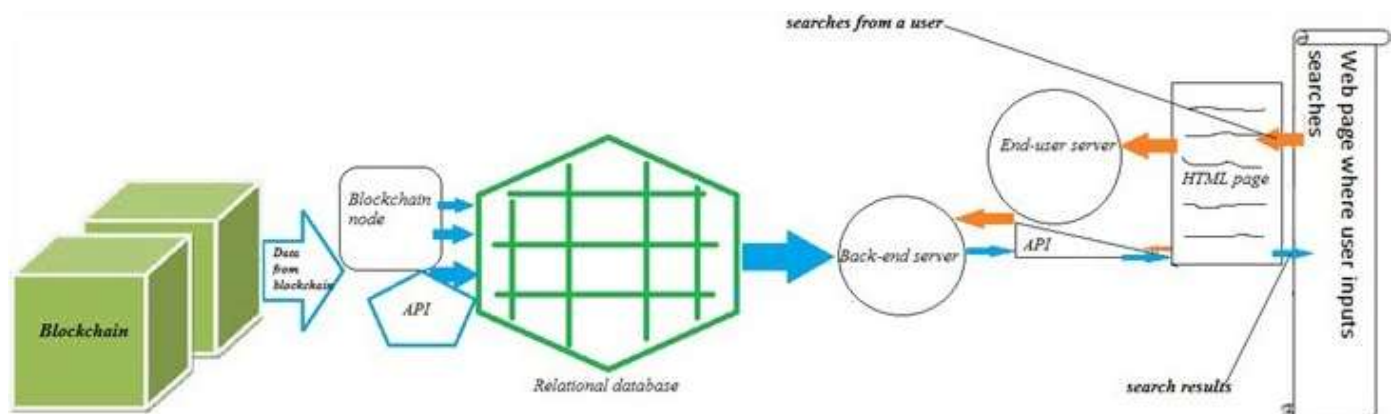 searches from a user
Web page where user inputs
searches
End-user server
HTML page
Blockchain
node
Back-end server
API
Data
from
blockchain
API
Blockchain
Relational database
search results